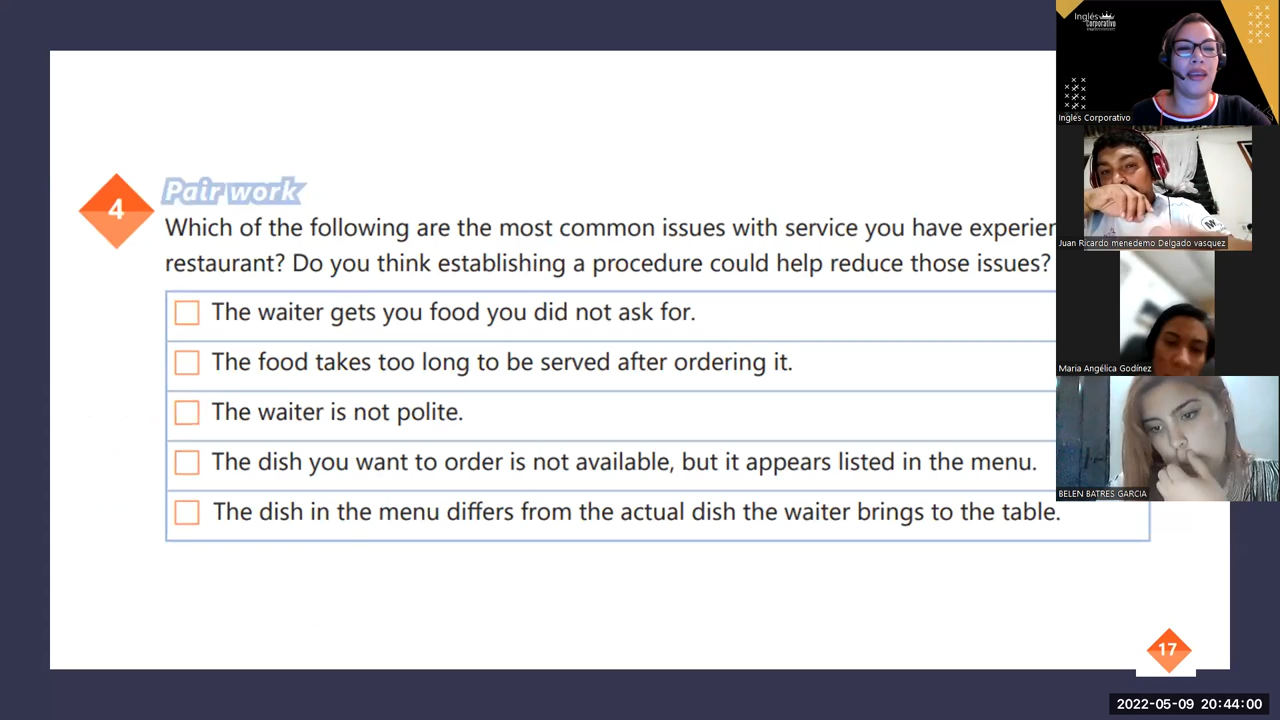 4
Pair work
Which of the following are the most common issues with service you have experien
restaurant? Do you think establishing a procedure could help reduce those issues?
The waiter gets you food you did not ask for.
The food takes too long to be served after ordering it.
The waiter is not polite.
The dish you want to order is not available, but it appears listed in the menu.
The dish in the menu differs from the actual dish the waiter brings to the table.
17
Inglés
Corporativo
Inglés Corporativo
Juan Ricardo menedemo Delgado vasquez
Maria Angélica Godínez
BELEN BATRES GARCIA
2022-05-09 20:44:00